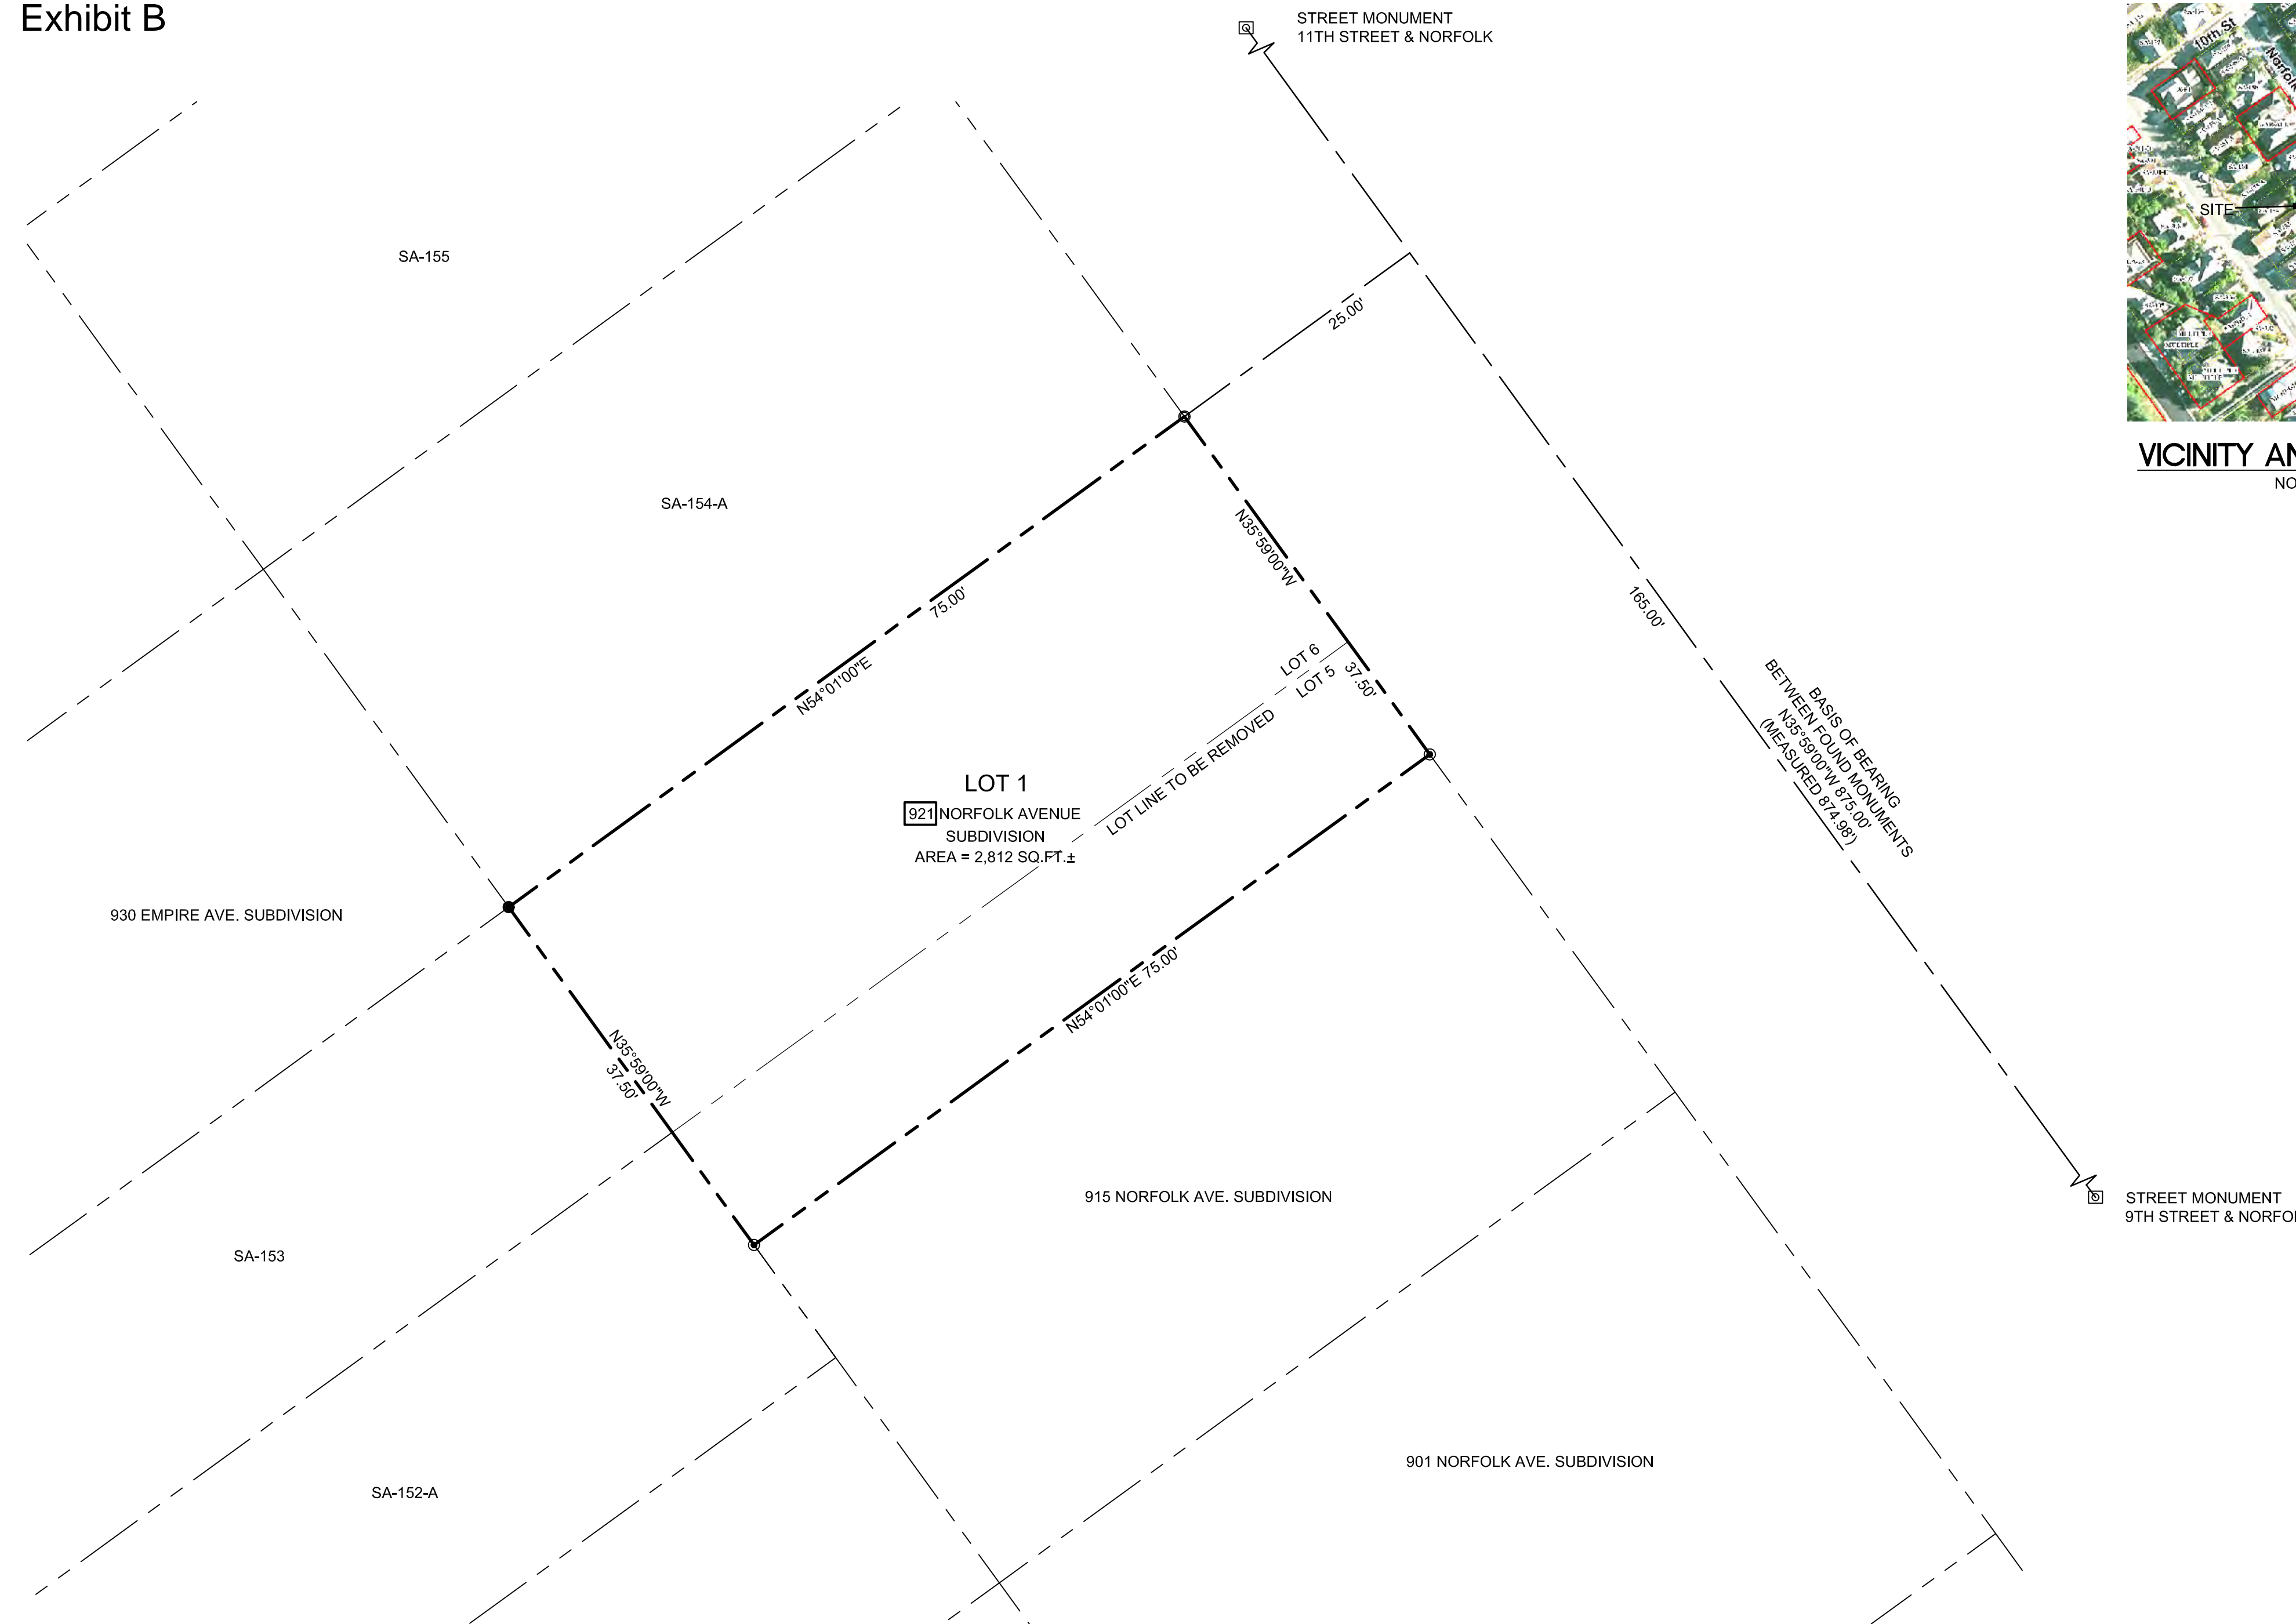 Exhibit B
STREET MONUMENT
11TH STREET & NORFOLK
10th St
SITE
VICINITY AN
NO
SA-155
25.00'
SA-154-A
N35°59'00"W
75.00'
N54°01'00"E
165.00'
LOT 6
LOT 5
37.50'
LOT LINE TO BE REMOVED
BASIS OF BEARING
BETWEEN FOUND MONUMENTS
N35°59'00"W 875.00'
(MEASURED 874.98')
LOT 1
921 NORFOLK AVENUE
SUBDIVISION
AREA = 2,812 SQ.FT.±
930 EMPIRE AVE. SUBDIVISION
N54°01'00"E 75.00'
N35°59'00"W
37.50'
915 NORFOLK AVE. SUBDIVISION
STREET MONUMENT
9TH STREET & NORFO
SA-153
901 NORFOLK AVE. SUBDIVISION
SA-152-A